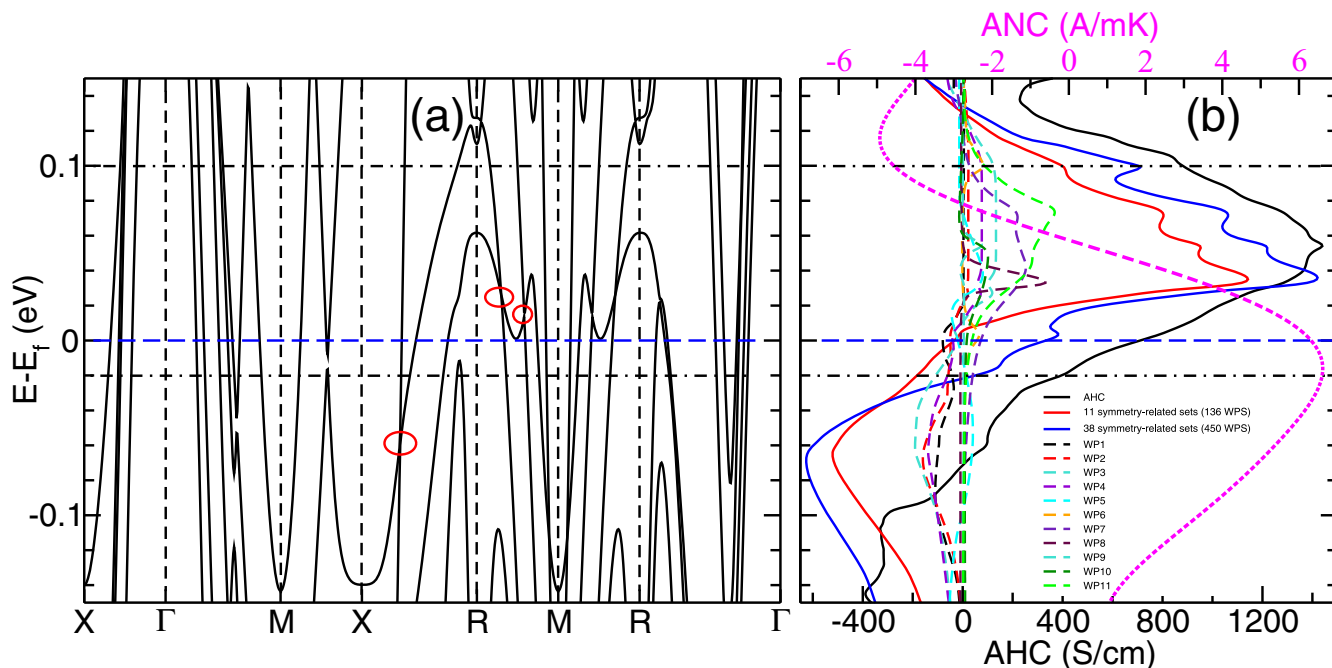 ANC (A/mK)
-6 -4 -2 0 2 4 6
(a) (b)
0.1
0
-0.1
E-E_f (eV)
AHC
11 symmetry-related sets (136 WPS)
38 symmetry-related sets (450 WPS)
WP1
WP2
WP3
WP4
WP5
WP6
WP7
WP8
WP9
WP10
WP11
X Γ M X R M R Γ
-400 0 400 800 1200
AHC (S/cm)